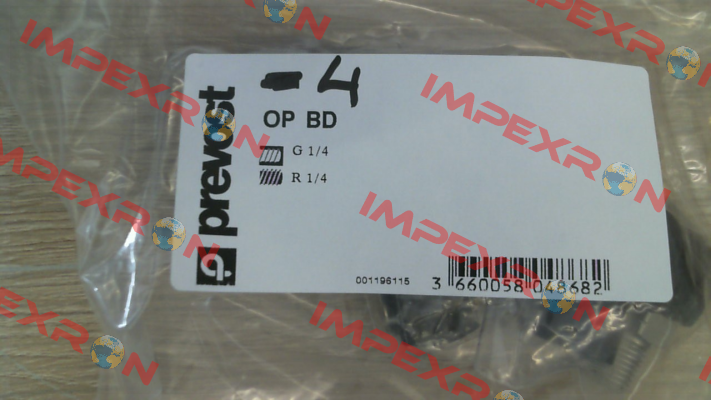 - 4
prevost
OP BD
G 1/4
R 1/4
001196115
3 660058 048682
IMPEXRON
IMPEXRON
IMPEXRON
IMPEXRON
IMPEXRON
IMPEXRON